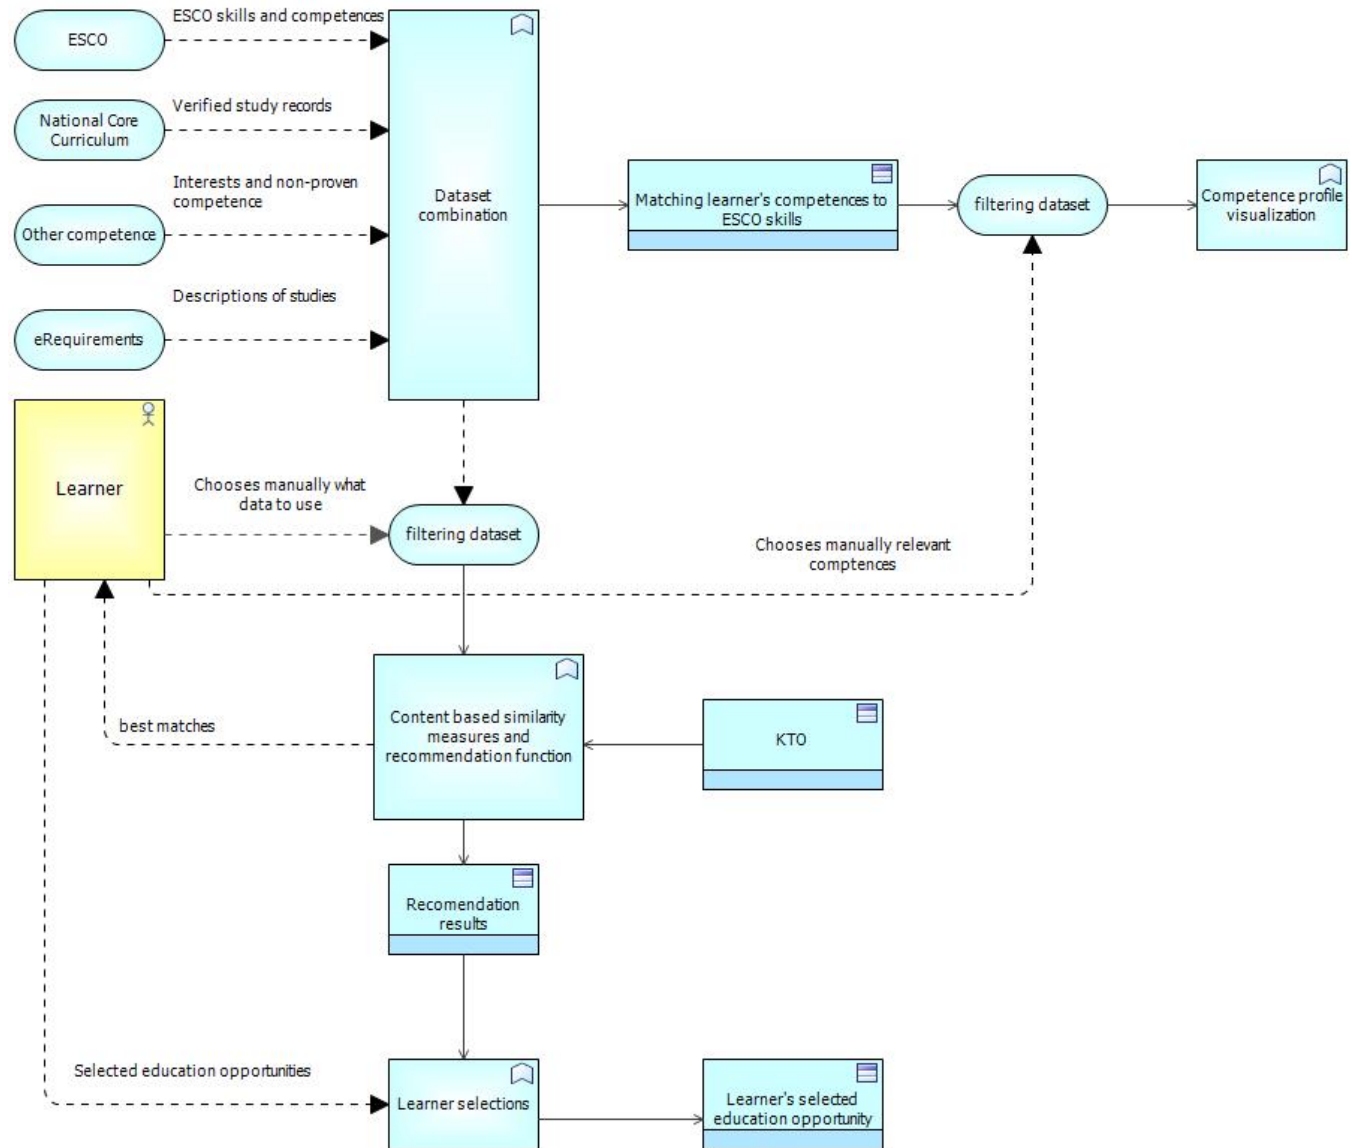 ESCO skills and competences
ESCO
Verified study records
National Core
Curriculum
Interests and non-proven
competence
Other competence
Descriptions of studies
eRequirements
Dataset
combination
Matching learner's competences to
ESCO skills
filtering dataset
Competence profile
visualization
Learner
Chooses manually what
data to use
filtering dataset
Chooses manually relevant
comptences
Content based similarity
measures and
recommendation function
KTO
best matches
Recomendation
results
Selected education opportunities
Learner selections
Learner's selected
education opportunity